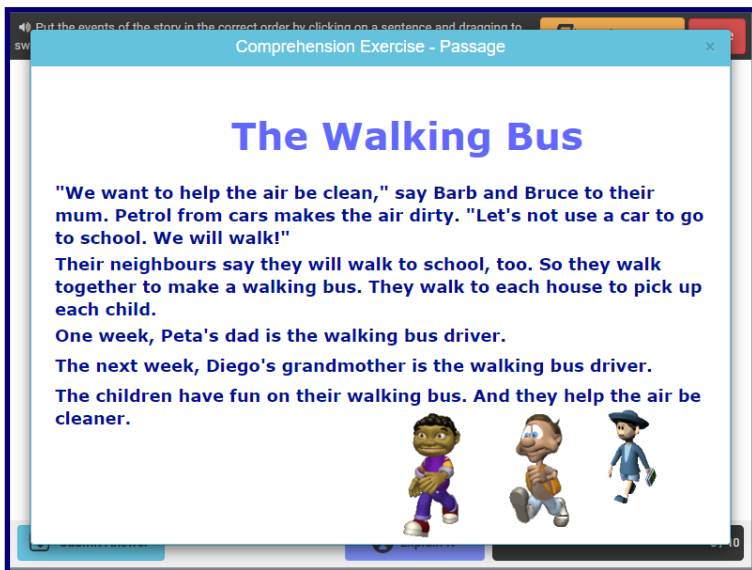 Put the events of the story in the correct order by clicking on a sentence and dragging to
sw
Comprehension Exercise - Passage ×
The Walking Bus
"We want to help the air be clean," say Barb and Bruce to their
mum. Petrol from cars makes the air dirty. "Let's not use a car to go
to school. We will walk!"
Their neighbours say they will walk to school, too. So they walk
together to make a walking bus. They walk to each house to pick up
each child.
One week, Peta's dad is the walking bus driver.
The next week, Diego's grandmother is the walking bus driver.
The children have fun on their walking bus. And they help the air be
cleaner.